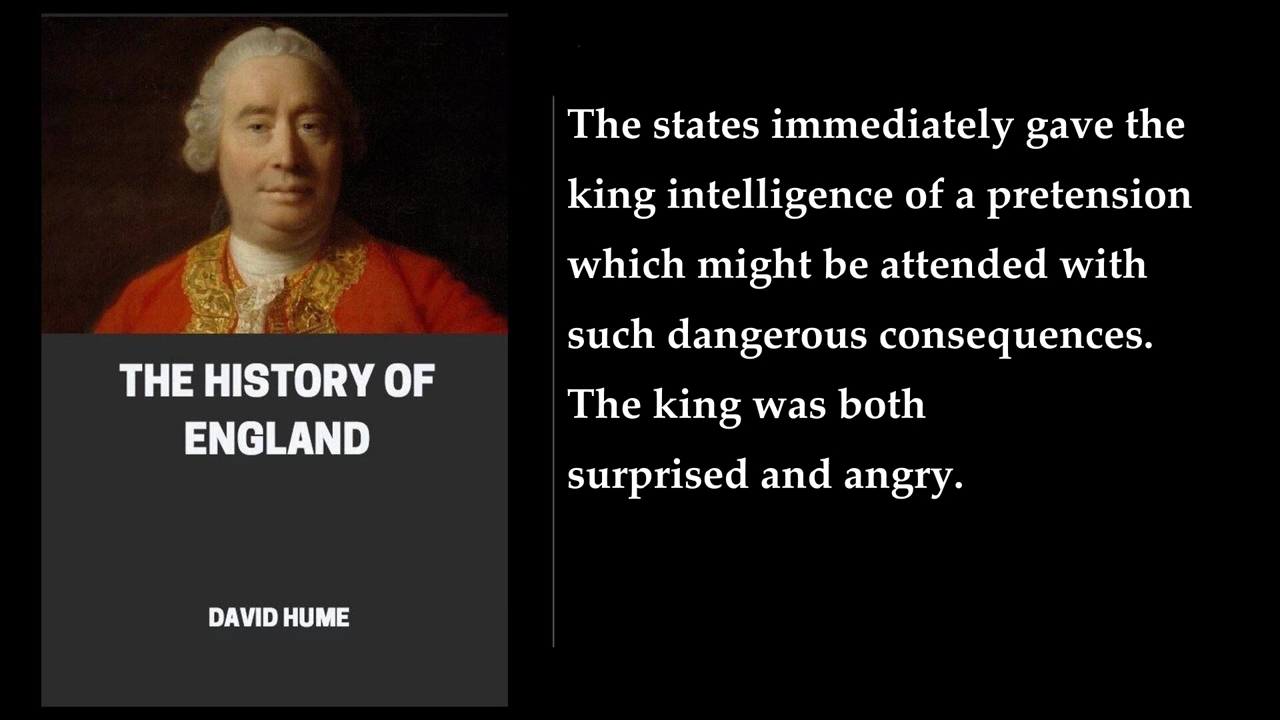 THE HISTORY OF
ENGLAND
DAVID HUME
The states immediately gave the
king intelligence of a pretension
which might be attended with
such dangerous consequences.
The king was both
surprised and angry.